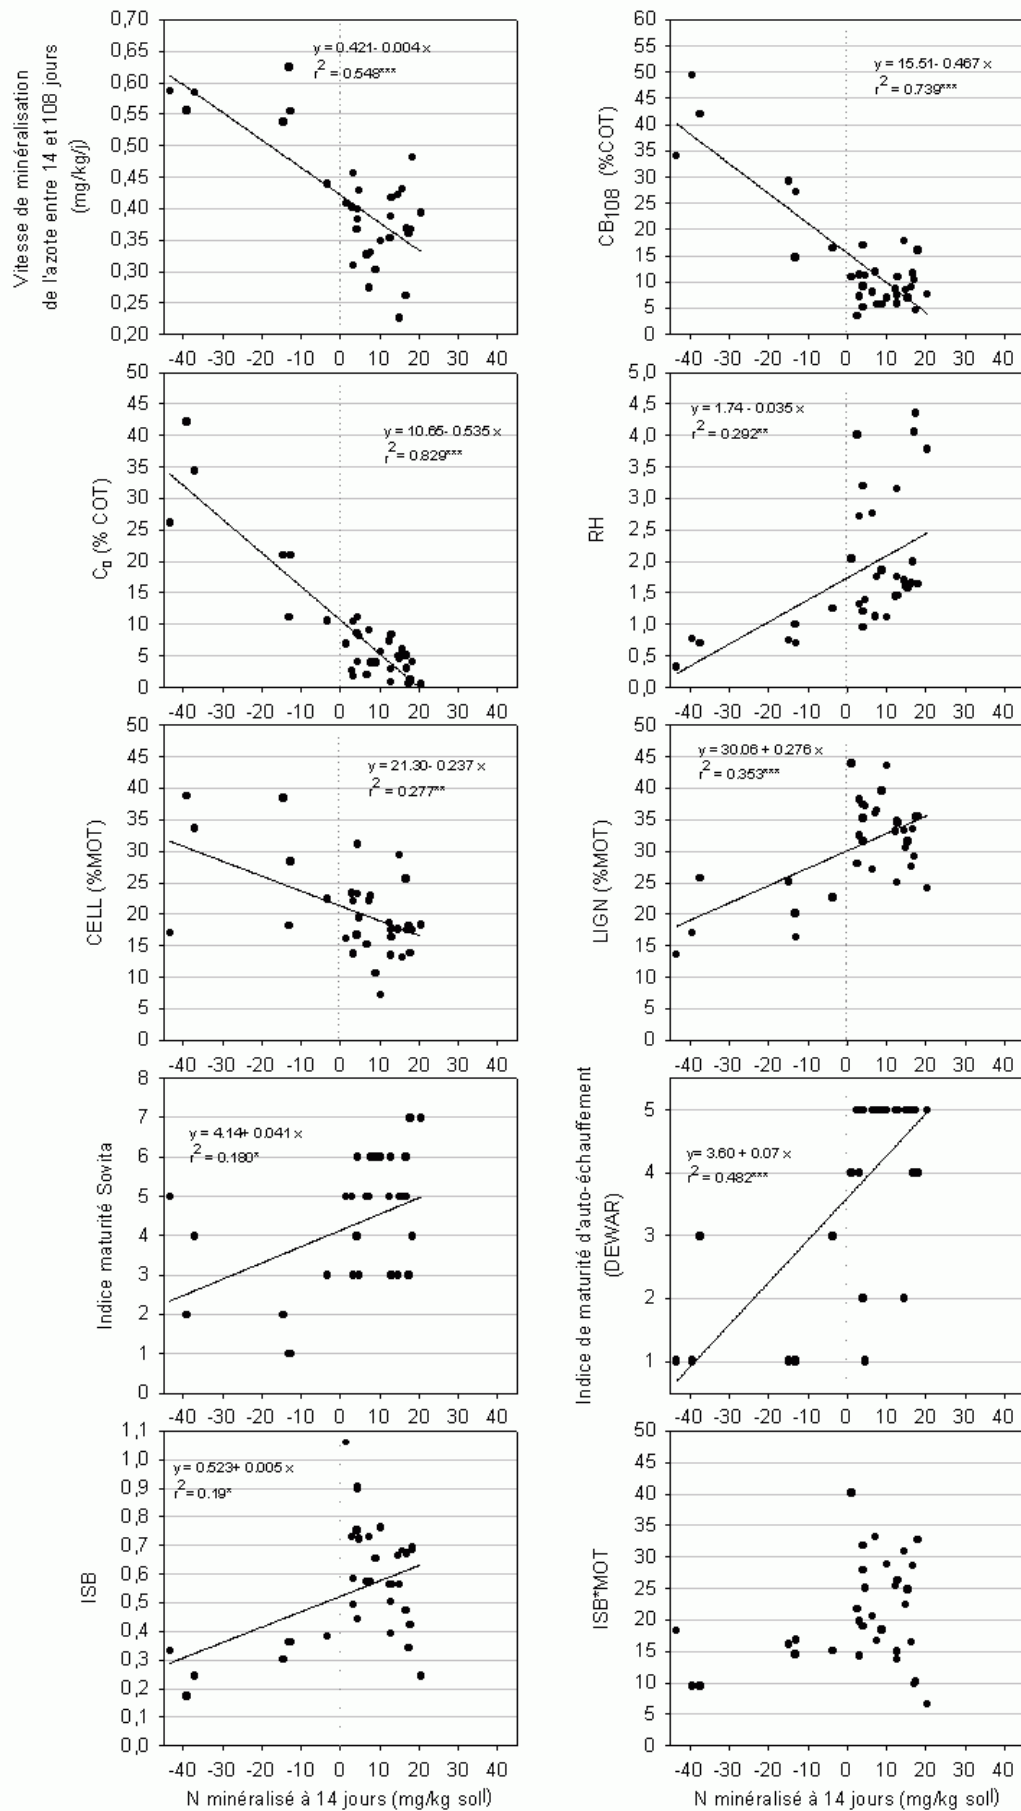 Vitesse de minéralisation
de l'azote entre 14 et 108 jours
(mg/kg/j)
0,70
0,65
0,60
0,55
0,50
0,45
0,40
0,35
0,30
0,25
0,20
y = 0.421- 0.004 x
r2 = 0.548***
-40 -30 -20 -10 0 10 20 30 40
CB108 (%COT)
60
55
50
45
40
35
30
25
20
15
10
5
0
y = 15.51- 0.467 x
r2 = 0.739***
-40 -30 -20 -10 0 10 20 30 40
C0 (% COT)
50
45
40
35
30
25
20
15
10
5
0
y = 10.65- 0.535 x
r2 = 0.829***
-40 -30 -20 -10 0 10 20 30 40
RH
5,0
4,5
4,0
3,5
3,0
2,5
2,0
1,5
1,0
0,5
0,0
y = 1.74 - 0.035 x
r2 = 0.292**
-40 -30 -20 -10 0 10 20 30 40
CELL (%MOT)
50
45
40
35
30
25
20
15
10
5
0
y = 21.30- 0.237 x
r2 = 0.277**
-40 -30 -20 -10 0 10 20 30 40
LIGN (%MOT)
50
45
40
35
30
25
20
15
10
5
0
y = 30.06 + 0.276 x
r2 = 0.353***
-40 -30 -20 -10 0 10 20 30 40
Indice maturité Sovita
8
7
6
5
4
3
2
1
0
y = 4.14+ 0.041 x
r2 = 0.180*
-40 -30 -20 -10 0 10 20 30 40
Indice de maturité d'auto-échauffement
(DEWAR)
5
4
3
2
1
y= 3.60 + 0.07 x
r2 = 0.482***
-40 -30 -20 -10 0 10 20 30 40
ISB
1,1
1,0
0,9
0,8
0,7
0,6
0,5
0,4
0,3
0,2
0,1
0,0
y = 0.523+ 0.005 x
r2 = 0.19*
-40 -30 -20 -10 0 10 20 30 40
N minéralisé à 14 jours (mg/kg soll)
ISB*MOT
50
45
40
35
30
25
20
15
10
5
0
-40 -30 -20 -10 0 10 20 30 40
N minéralisé à 14 jours (mg/kg soll)